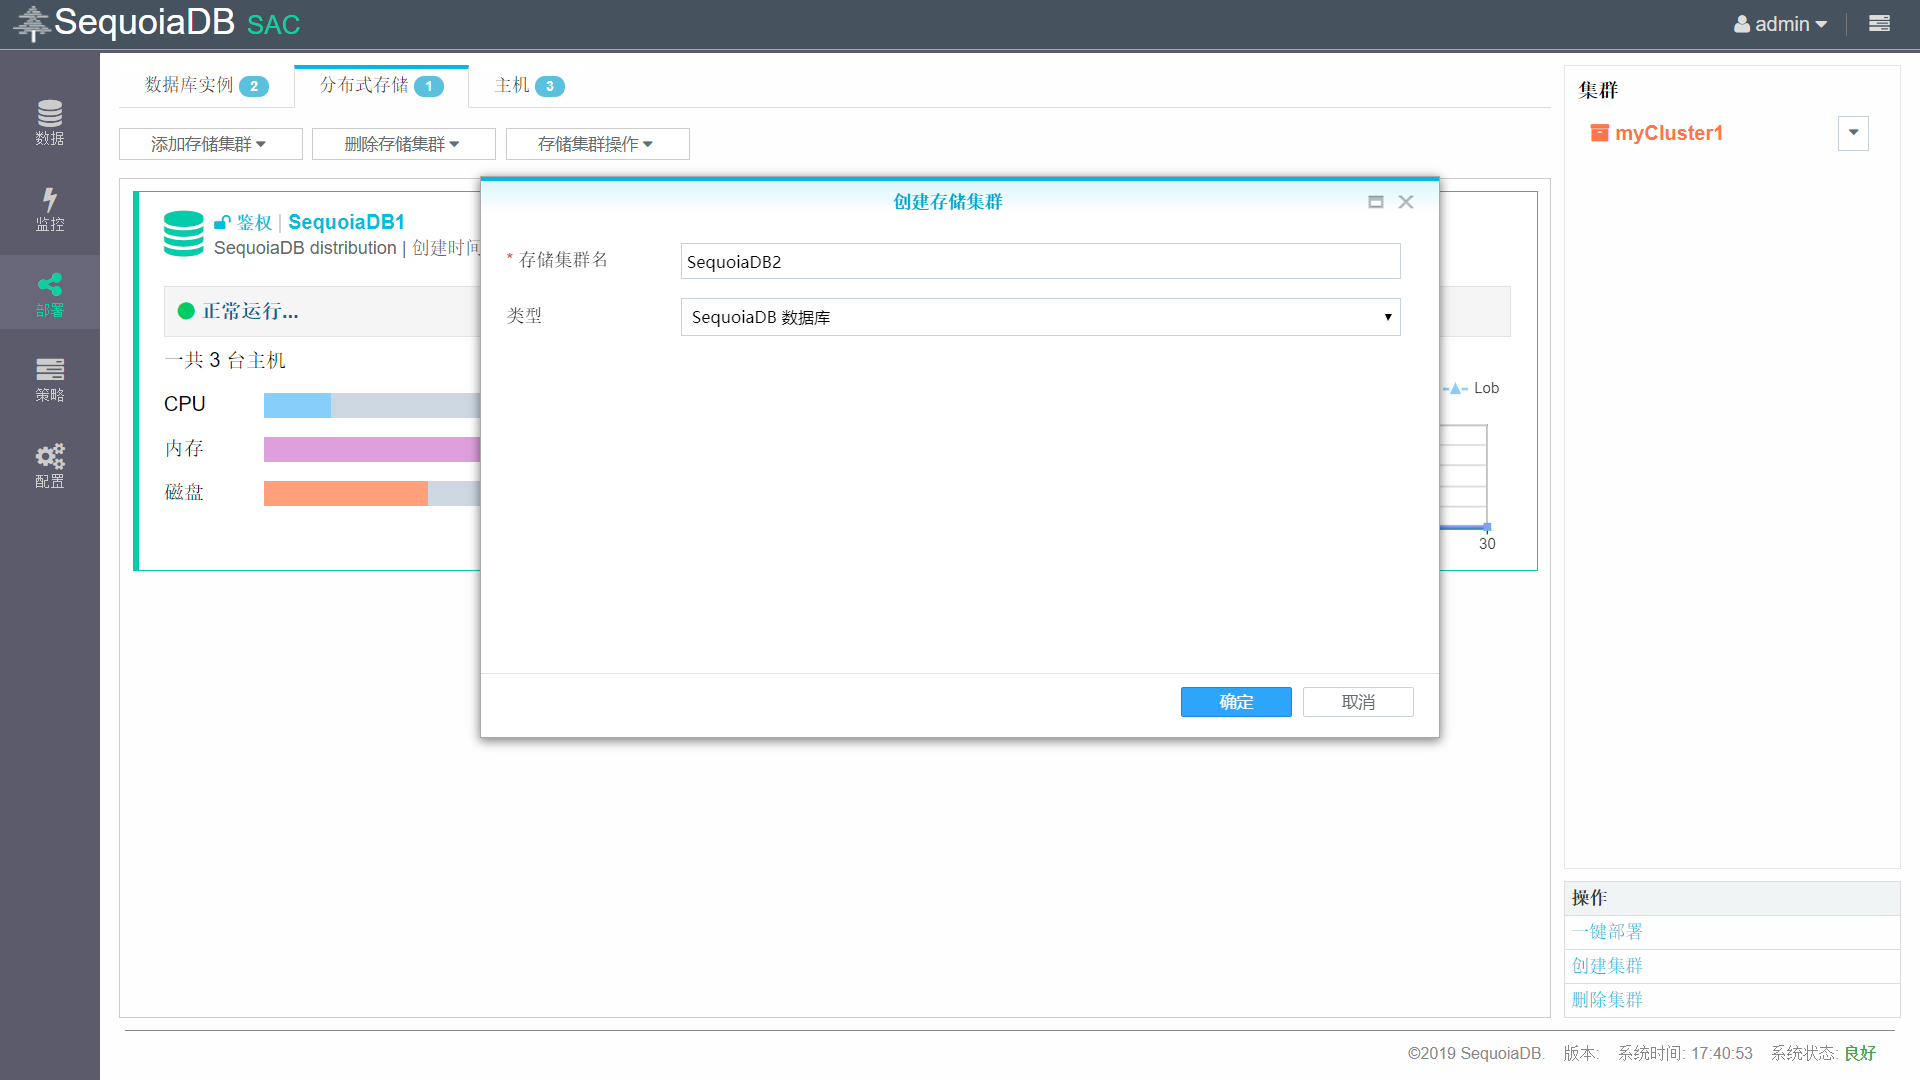 SequoiaDB SAC
admin
数据
监控
部署
策略
配置
数据库实例 2
分布式存储 1
主机 3
添加存储集群
删除存储集群
存储集群操作
鉴权 | SequoiaDB1
SequoiaDB distribution | 创建时间
正常运行...
一共 3 台主机
CPU
内存
磁盘
Lob
30
创建存储集群
* 存储集群名
SequoiaDB2
类型
SequoiaDB 数据库
确定
取消
集群
myCluster1
操作
一键部署
创建集群
删除集群
©2019 SequoiaDB. 版本: 系统时间: 17:40:53 系统状态: 良好